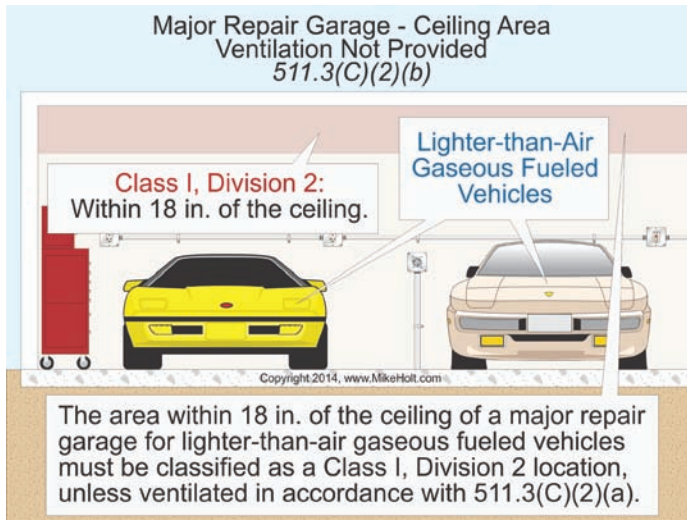 Major Repair Garage - Ceiling Area
Ventilation Not Provided
511.3(C)(2)(b)
Lighter-than-Air
Gaseous Fueled
Vehicles
Class I, Division 2:
Within 18 in. of the ceiling.
Copyright 2014, www.MikeHolt.com
The area within 18 in. of the ceiling of a major repair
garage for lighter-than-air gaseous fueled vehicles
must be classified as a Class I, Division 2 location,
unless ventilated in accordance with 511.3(C)(2)(a).